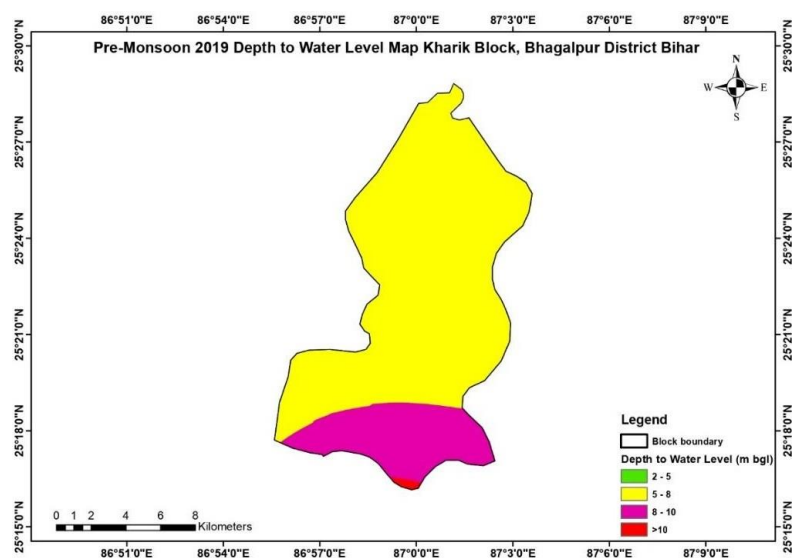 86°51'0"E 86°54'0"E 86°57'0"E 87°0'0"E 87°3'0"E 87°6'0"E 87°9'0"E
Pre-Monsoon 2019 Depth to Water Level Map Kharik Block, Bhagalpur District Bihar
N
W E
S
25°30'0"N 25°30'0"N
25°27'0"N 25°27'0"N
25°24'0"N 25°24'0"N
25°21'0"N 25°21'0"N
25°18'0"N 25°18'0"N
25°15'0"N 25°15'0"N
Legend
Block boundary
Depth to Water Level (m bgl)
2 - 5
5 - 8
8 - 10
>10
0 1 2 4 6 8
Kilometers
86°51'0"E 86°54'0"E 86°57'0"E 87°0'0"E 87°3'0"E 87°6'0"E 87°9'0"E